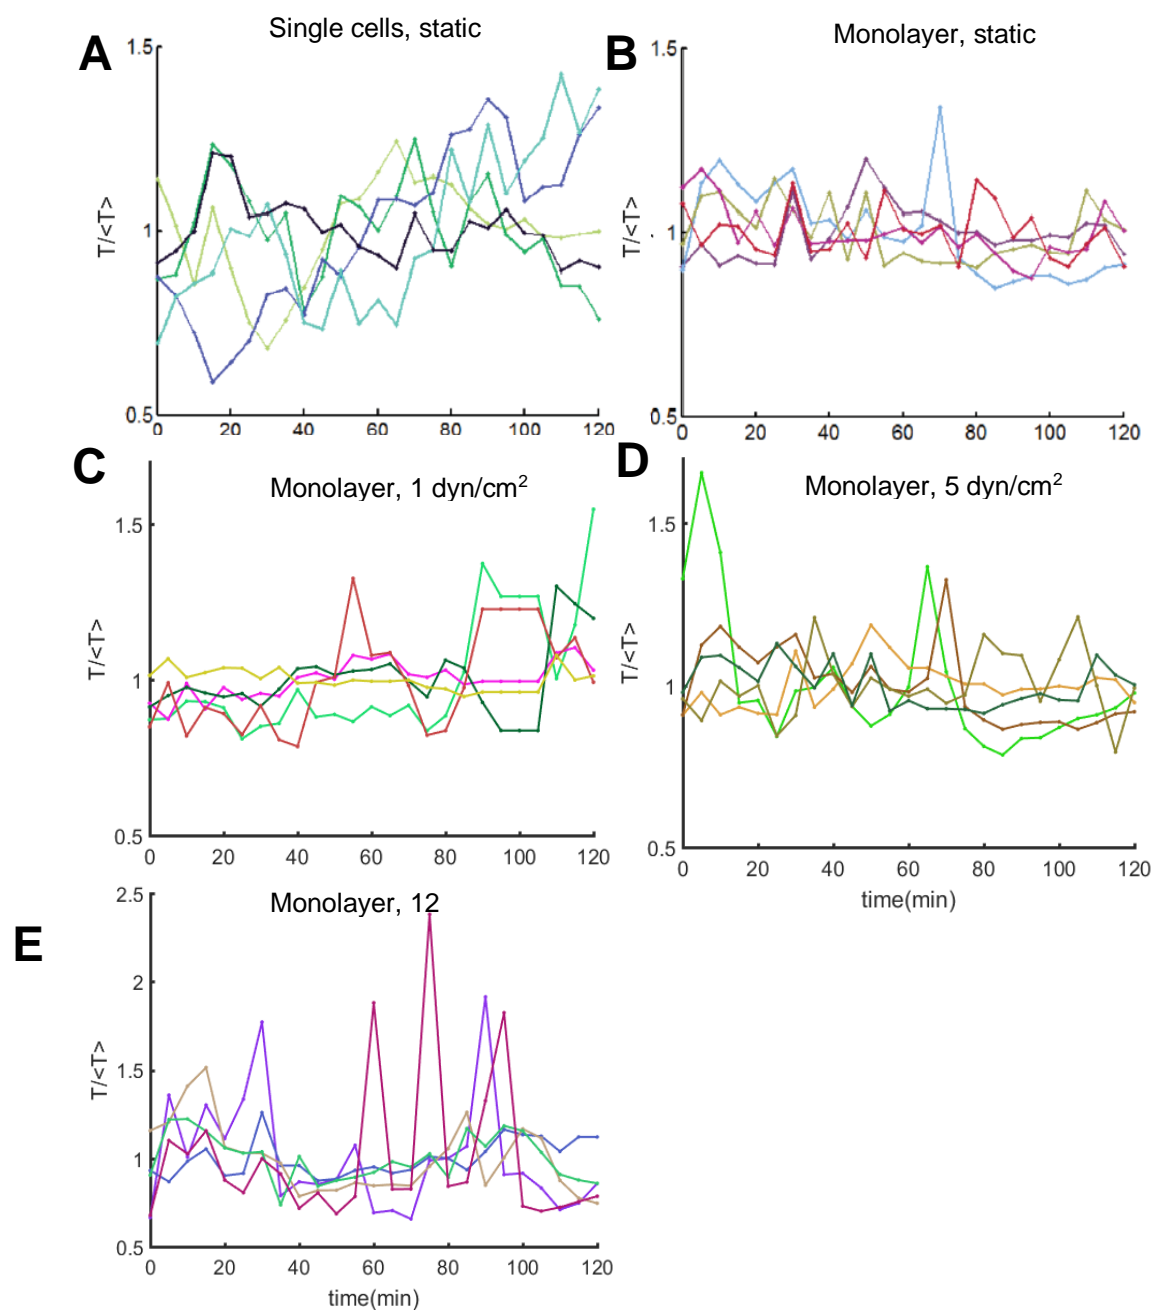 A
Single cells, static
1.5
1
0.5
T/<T>
0 20 40 60 80 100 120
B
Monolayer, static
1.5
1
0.5
T/<T>
0 20 40 60 80 100 120
C
Monolayer, 1 dyn/cm²
1.5
1
0.5
T/<T>
0 20 40 60 80 100 120
D
Monolayer, 5 dyn/cm²
1.5
1
0.5
T/<T>
0 20 40 60 80 100 120
time(min)
E
Monolayer, 12
2.5
2
1.5
1
0.5
T/<T>
0 20 40 60 80 100 120
time(min)